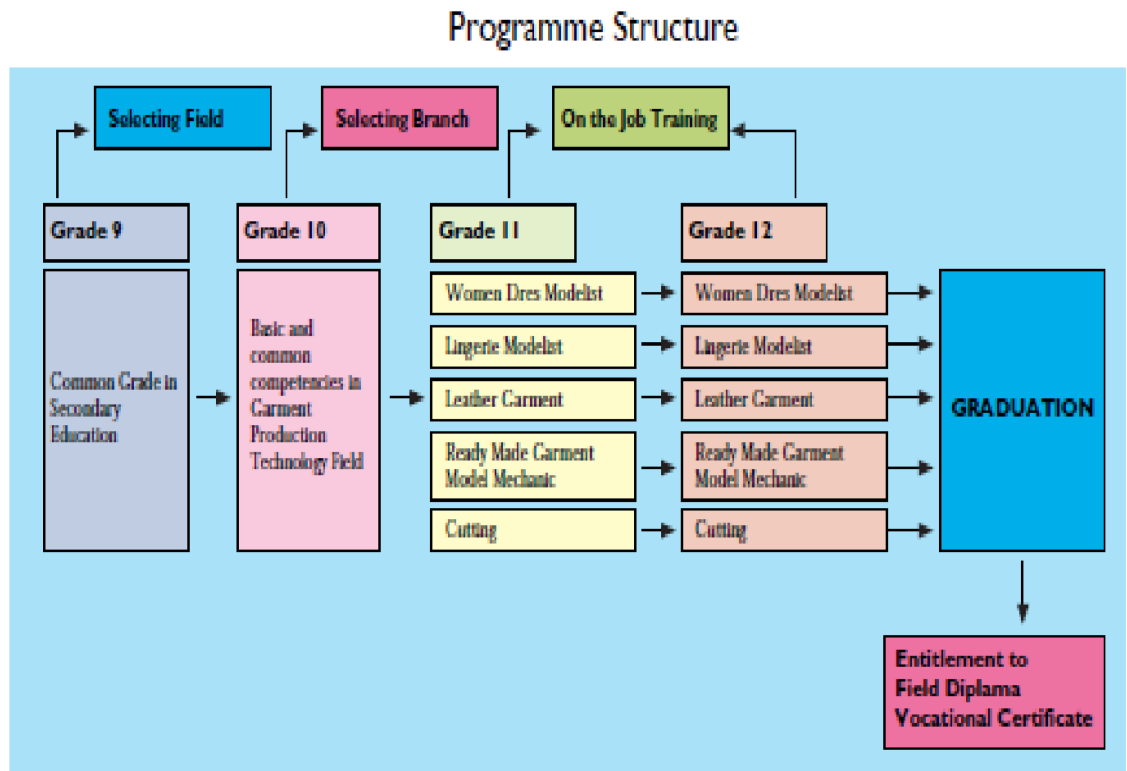 Programme Structure
Selecting Field
Selecting Branch
On the Job Training
Grade 9
Grade 10
Grade 11
Grade 12
Common Grade in
Secondary
Education
Basic and
common
competencies in
Garment
Production
Technology Field
Women Dres Modelist
Lingerie Modelist
Leather Garment
Ready Made Garment
Model Mechanic
Cutting
Women Dres Modelist
Lingerie Modelist
Leather Garment
Ready Made Garment
Model Mechanic
Cutting
GRADUATION
Entitlement to
Field Diplama
Vocational Certificate